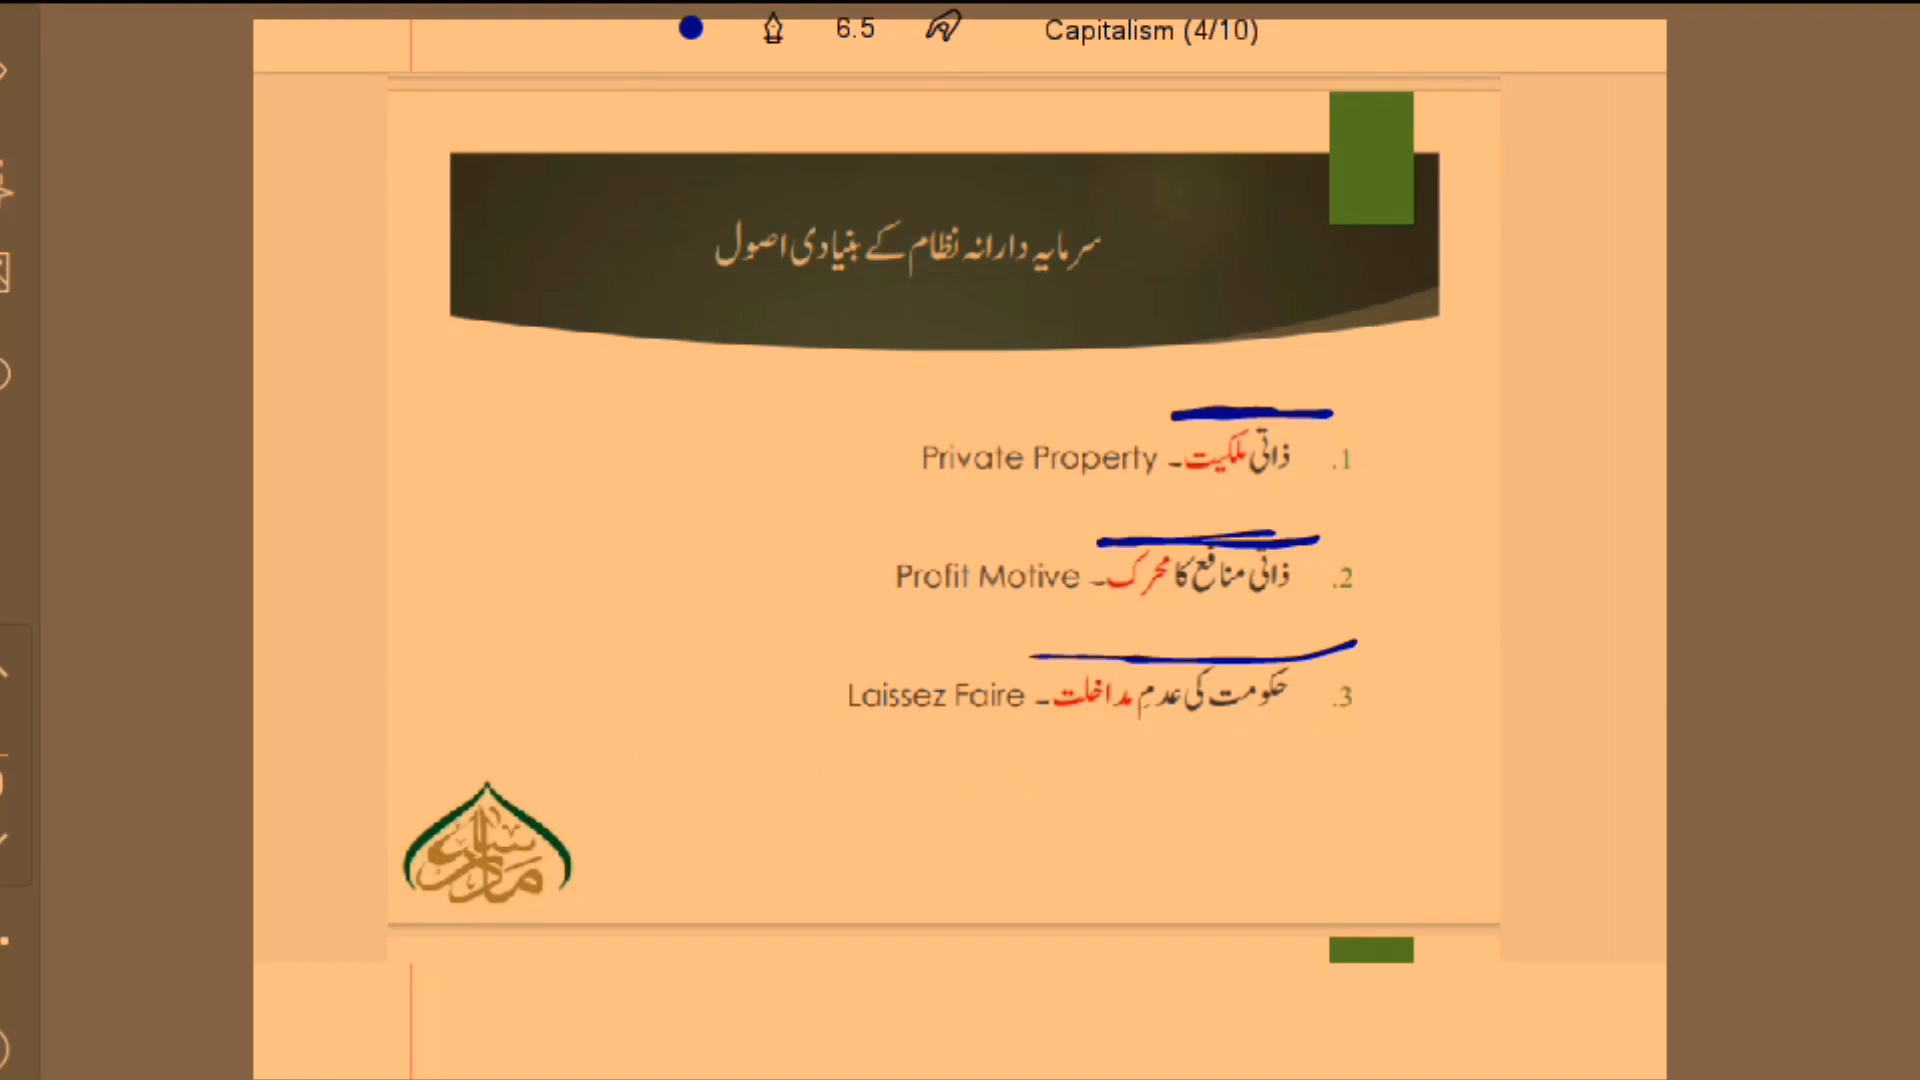 6.5 Capitalism (4/10)
سرمایہ دارانہ نظام کے بنیادی اصول
1. ذاتی ملکیت۔ Private Property
2. ذاتی منافع کا محرک۔ Profit Motive
3. حکومت کی عدمِ مداخلت۔ Laissez Faire